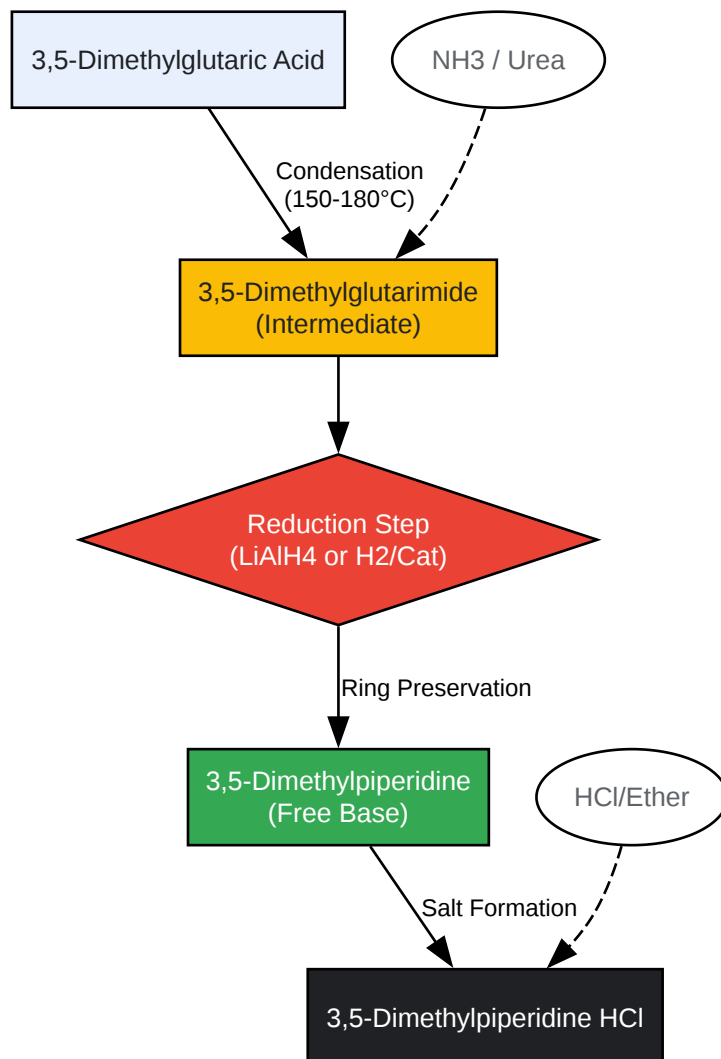 3,5-Dimethylglutaric Acid
NH3 / Urea
Condensation
(150-180°C)
3,5-Dimethylglutarimide
(Intermediate)
Reduction Step
(LiAlH4 or H2/Cat)
Ring Preservation
3,5-Dimethylpiperidine
(Free Base)
HCl/Ether
Salt Formation
3,5-Dimethylpiperidine HCl